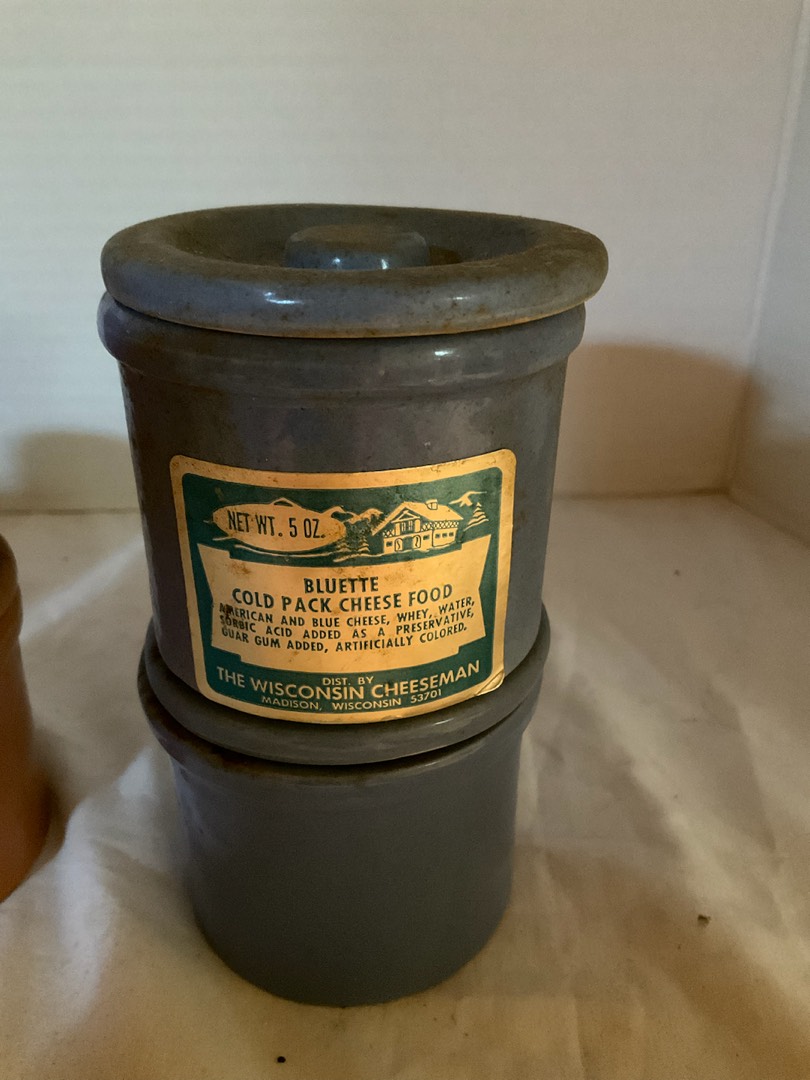 NET WT. 5 OZ.
BLUETTE
COLD PACK CHEESE FOOD
AMERICAN AND BLUE CHEESE, WHEY, WATER,
SORBIC ACID ADDED AS A PRESERVATIVE,
GUAR GUM ADDED, ARTIFICIALLY COLORED.
DIST. BY
THE WISCONSIN CHEESEMAN
MADISON, WISCONSIN 53701